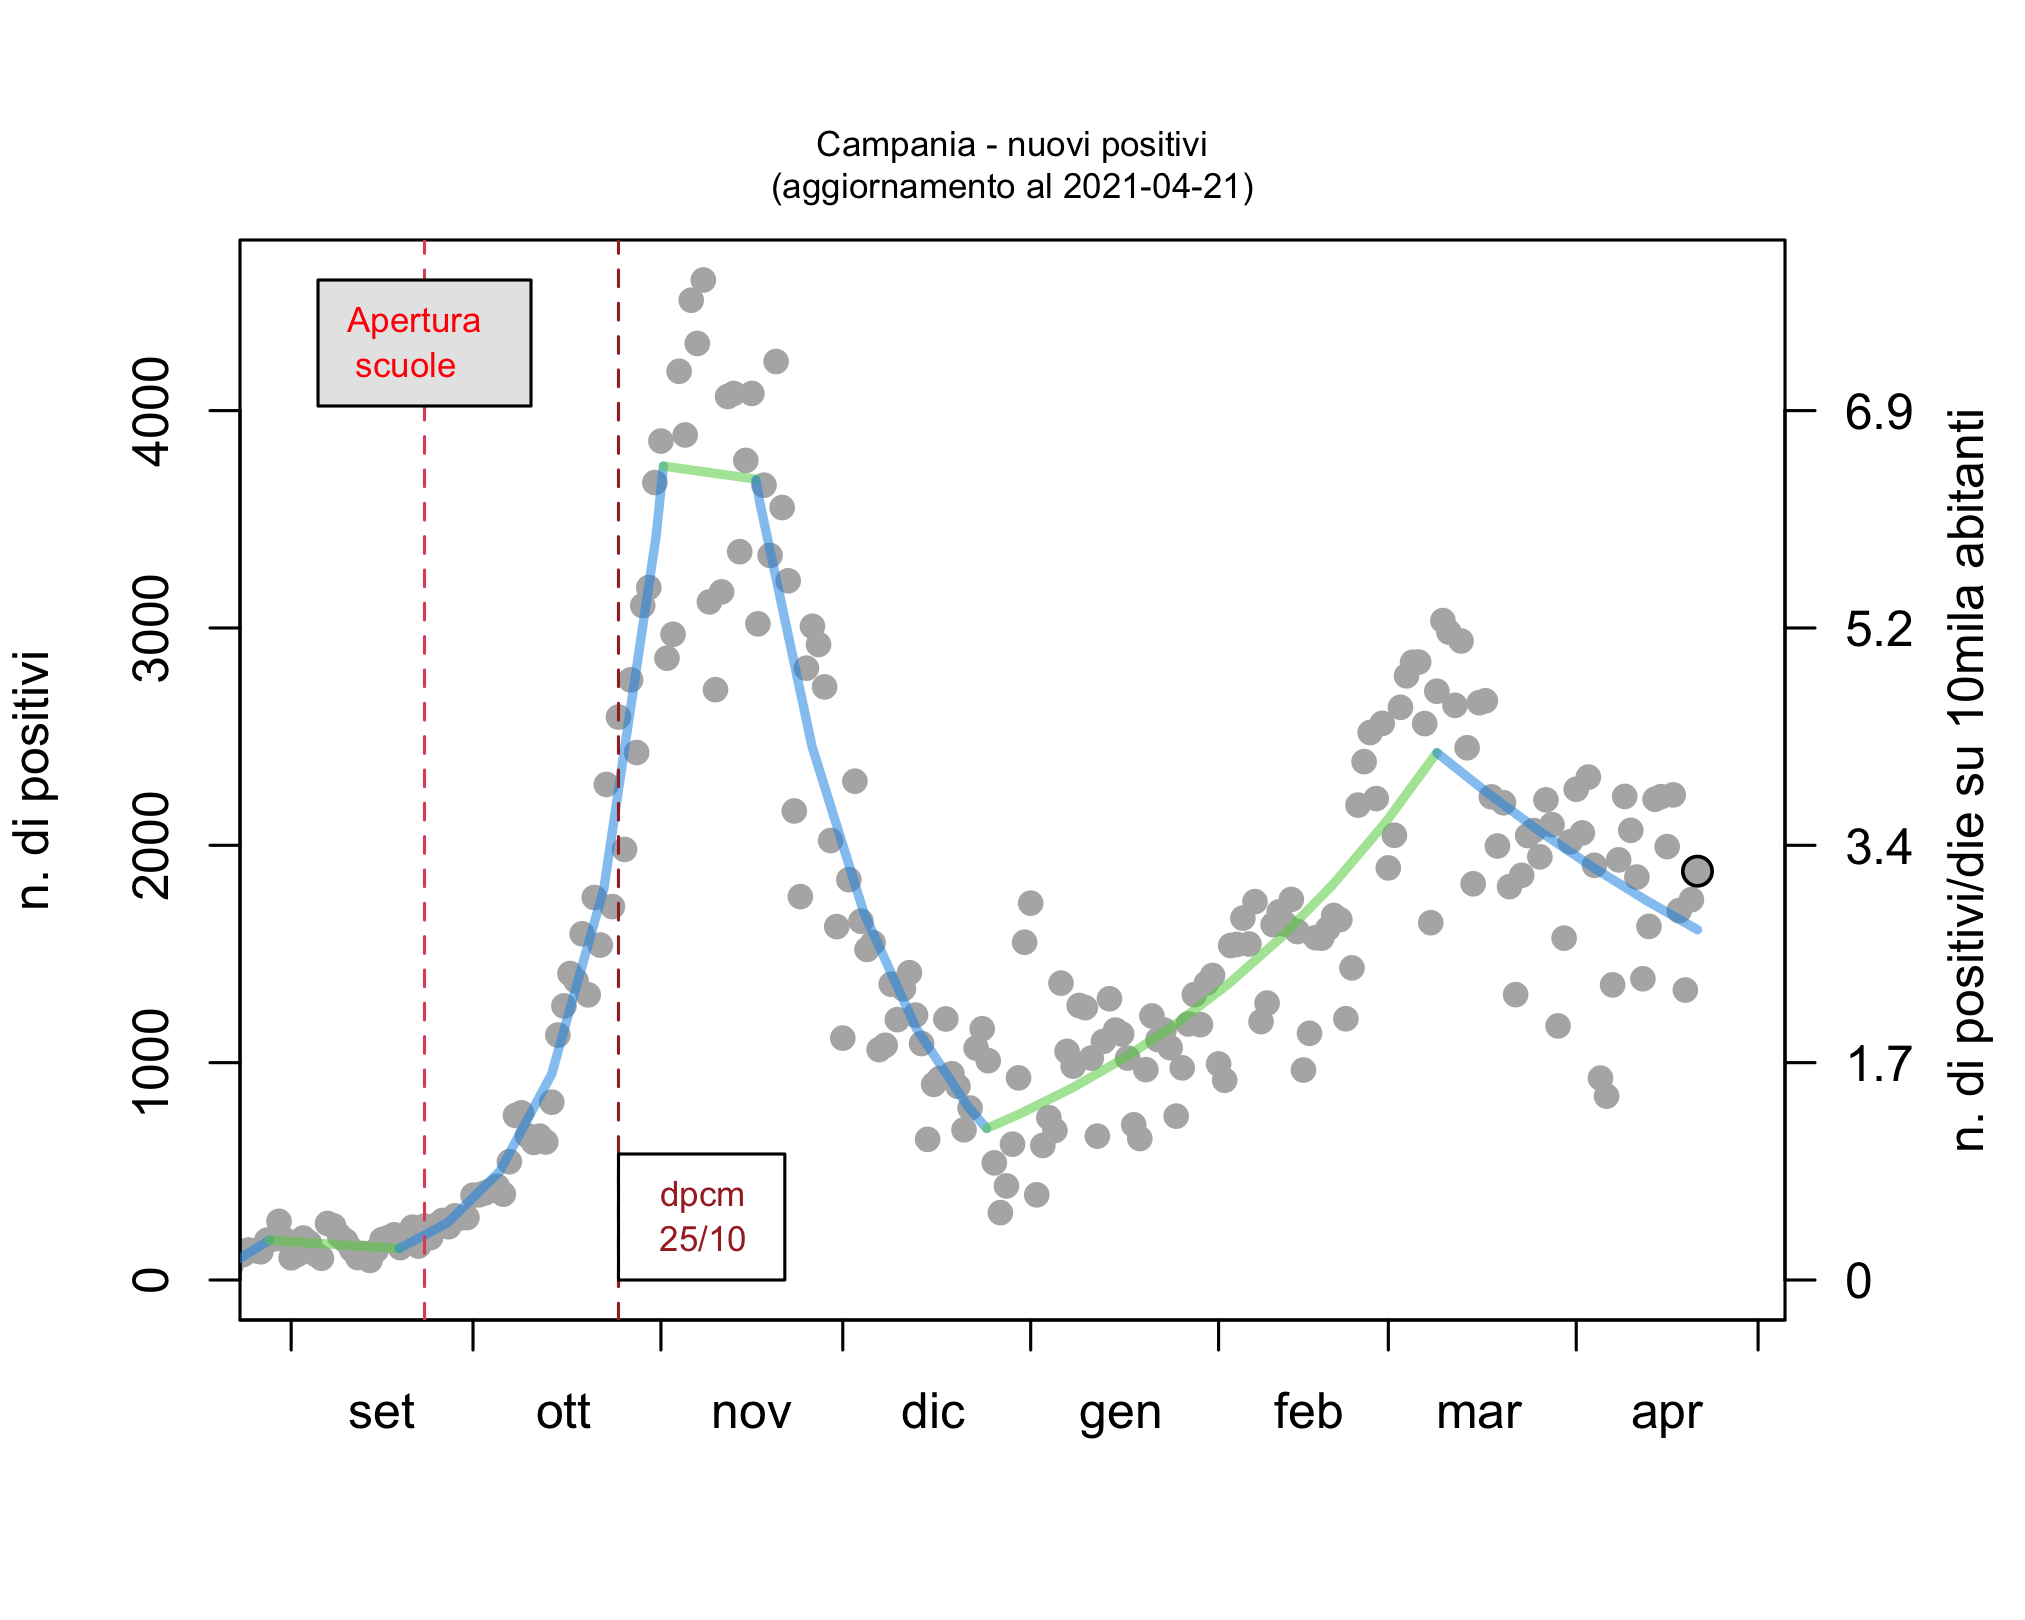 Campania - nuovi positivi
(aggiornamento al 2021-04-21)
Apertura
scuole
dpcm
25/10
n. di positivi
4000
3000
2000
1000
0
6.9
5.2
3.4
1.7
0
n. di positivi/die su 10mila abitanti
set ott nov dic gen feb mar apr